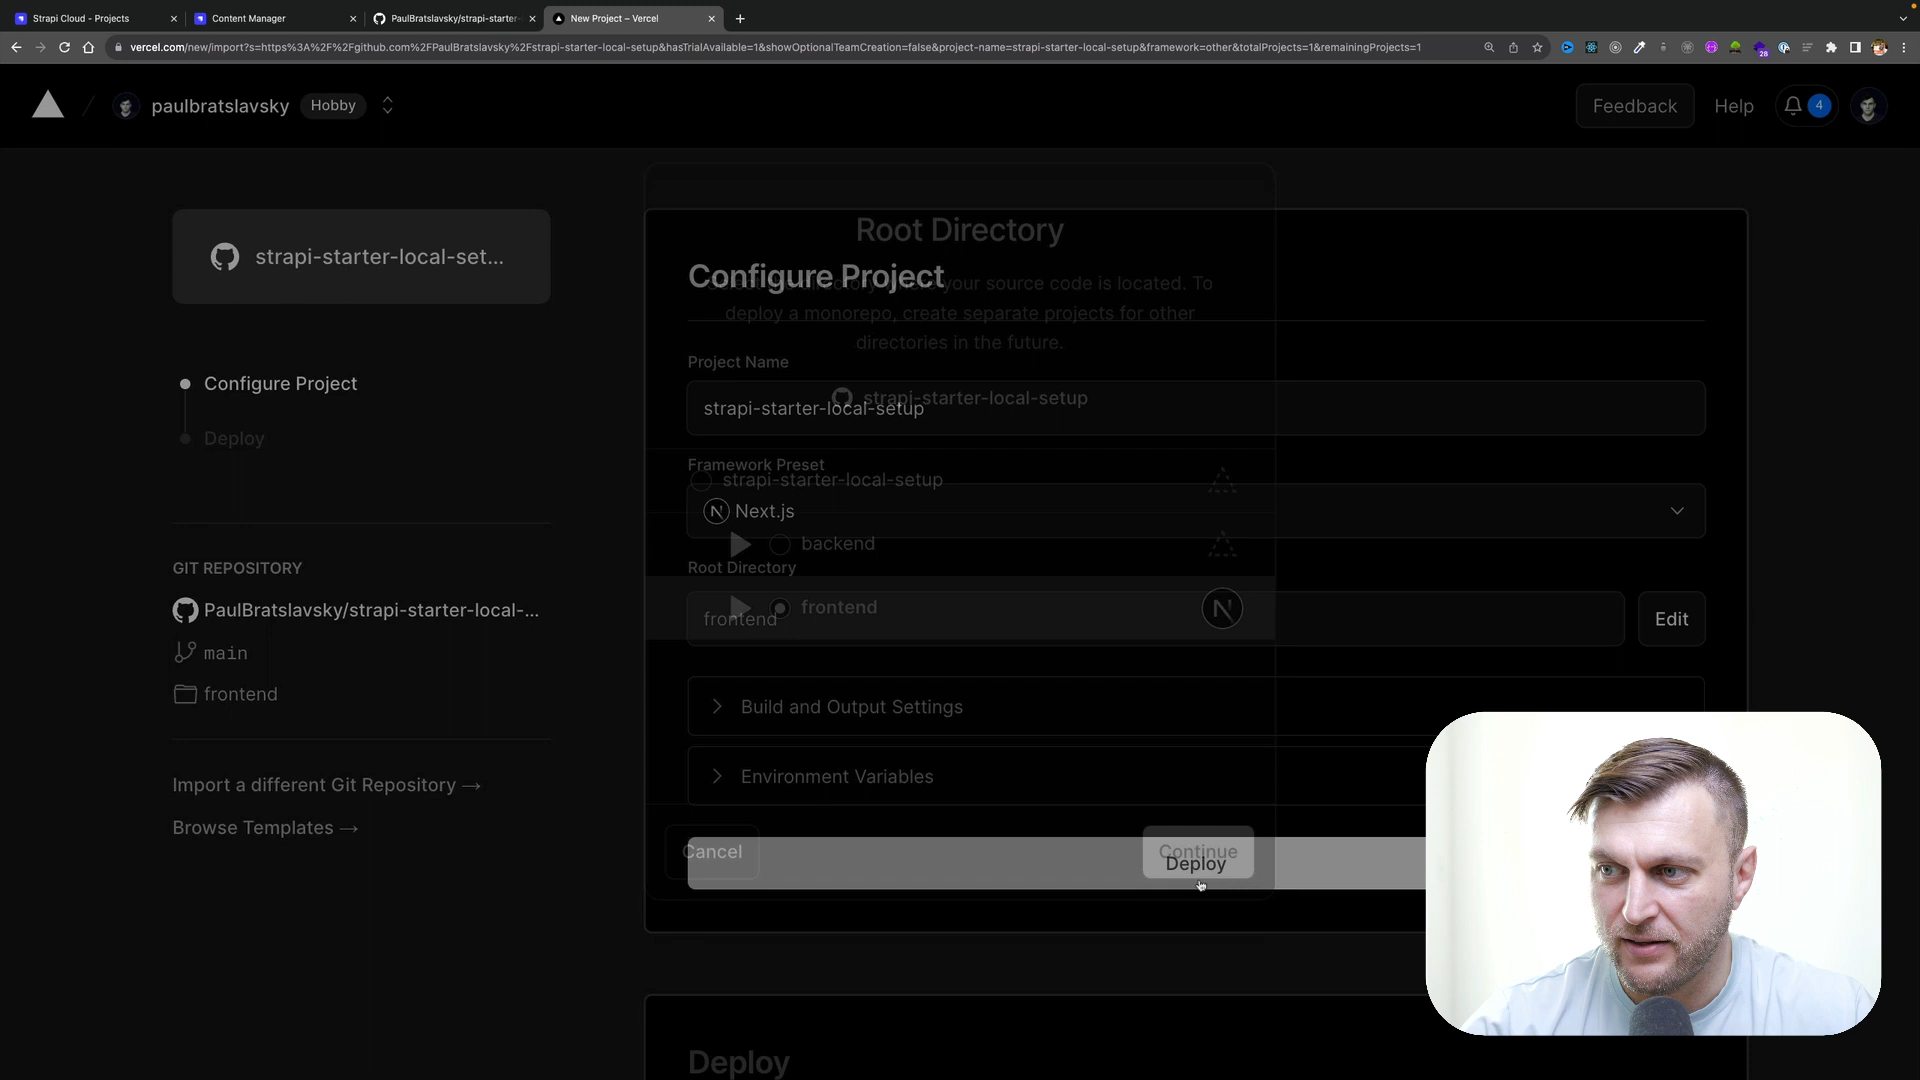 Strapi Cloud - Projects
Content Manager
PaulBratslavsky/strapi-starter-
New Project – Vercel
vercel.com/new/import?s=https%3A%2F%2Fgithub.com%2FPaulBratslavsky%2Fstrapi-starter-local-setup&hasTrialAvailable=1&showOptionalTeamCreation=false&project-name=strapi-starter-local-setup&framework=other&totalProjects=1&remainingProjects=1
28
paulbratslavsky
Hobby
Feedback
Help
4
strapi-starter-local-set...
Configure Project
Deploy
GIT REPOSITORY
PaulBratslavsky/strapi-starter-local-...
main
frontend
Import a different Git Repository →
Browse Templates →
Root Directory
Configure Project
your source code is located. To
deploy a monorepo, create separate projects for other
directories in the future.
Project Name
strapi-starter-local-setup
strapi-starter-local-setup
Framework Preset
strapi-starter-local-setup
Next.js
backend
Root Directory
frontend
frontend
Edit
Build and Output Settings
Environment Variables
Cancel
Continue
Deploy
Deploy